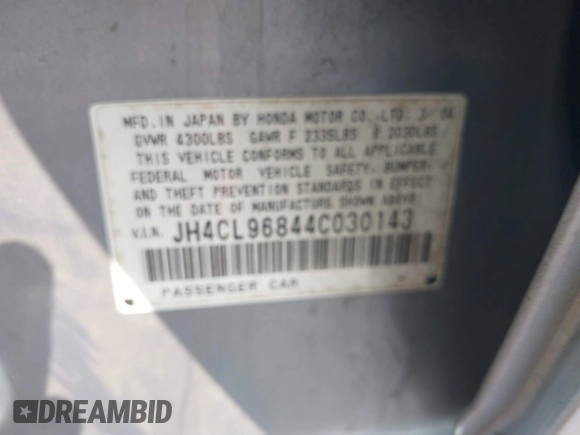 MFD. IN JAPAN BY HONDA MOTOR CO.,LTD. 3/04
GVWR 4300LBS GAWR F 2335LBS R 2030LBS
THIS VEHICLE CONFORMS TO ALL APPLICABLE
FEDERAL MOTOR VEHICLE SAFETY, BUMPER,
AND THEFT PREVENTION STANDARDS IN EFFECT
ON THE DATE OF MANUFACTURE SHOWN ABOVE.
V.I.N. JH4CL96844C030143
PASSENGER CAR
DREAMBID